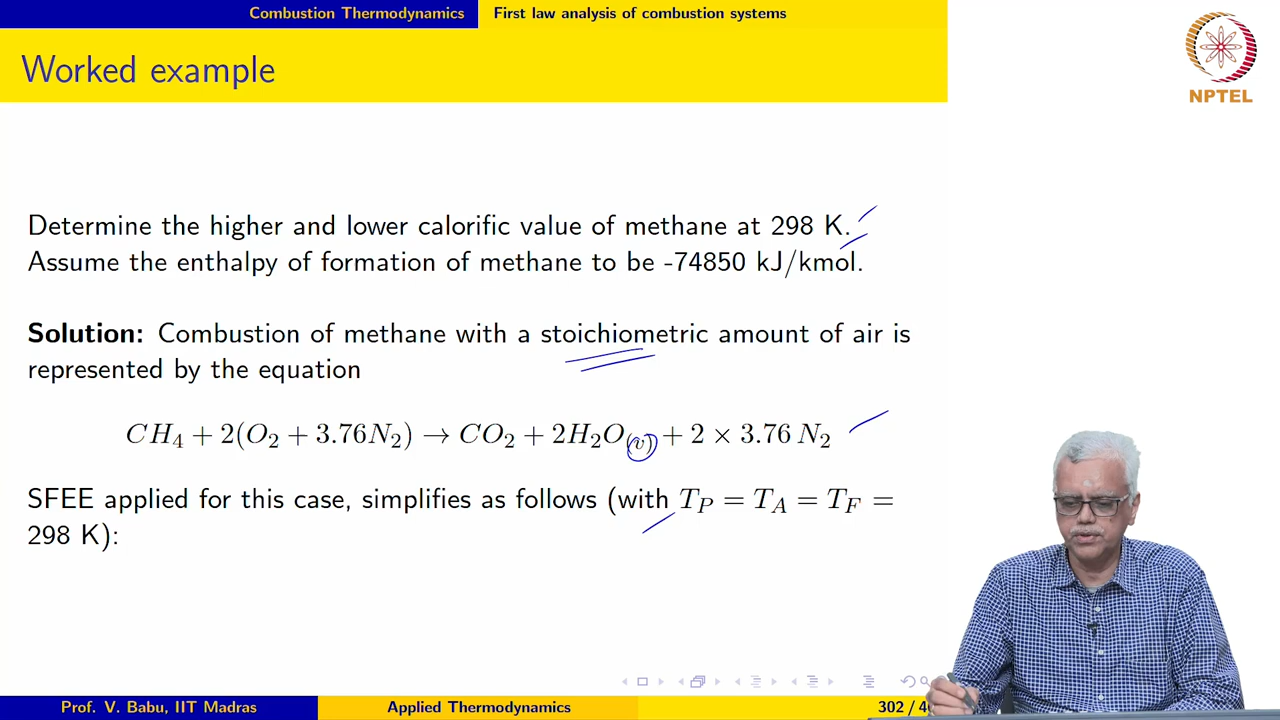 Combustion Thermodynamics First law analysis of combustion systems
Worked example
NPTEL
Determine the higher and lower calorific value of methane at 298 K.
Assume the enthalpy of formation of methane to be -74850 kJ/kmol.
Solution: Combustion of methane with a stoichiometric amount of air is
represented by the equation
CH₄ + 2(O₂ + 3.76N₂) → CO₂ + 2H₂O₍ᵥ₎ + 2 × 3.76 N₂
SFEE applied for this case, simplifies as follows (with T_P = T_A = T_F =
298 K):
Prof. V. Babu, IIT Madras Applied Thermodynamics 302 /